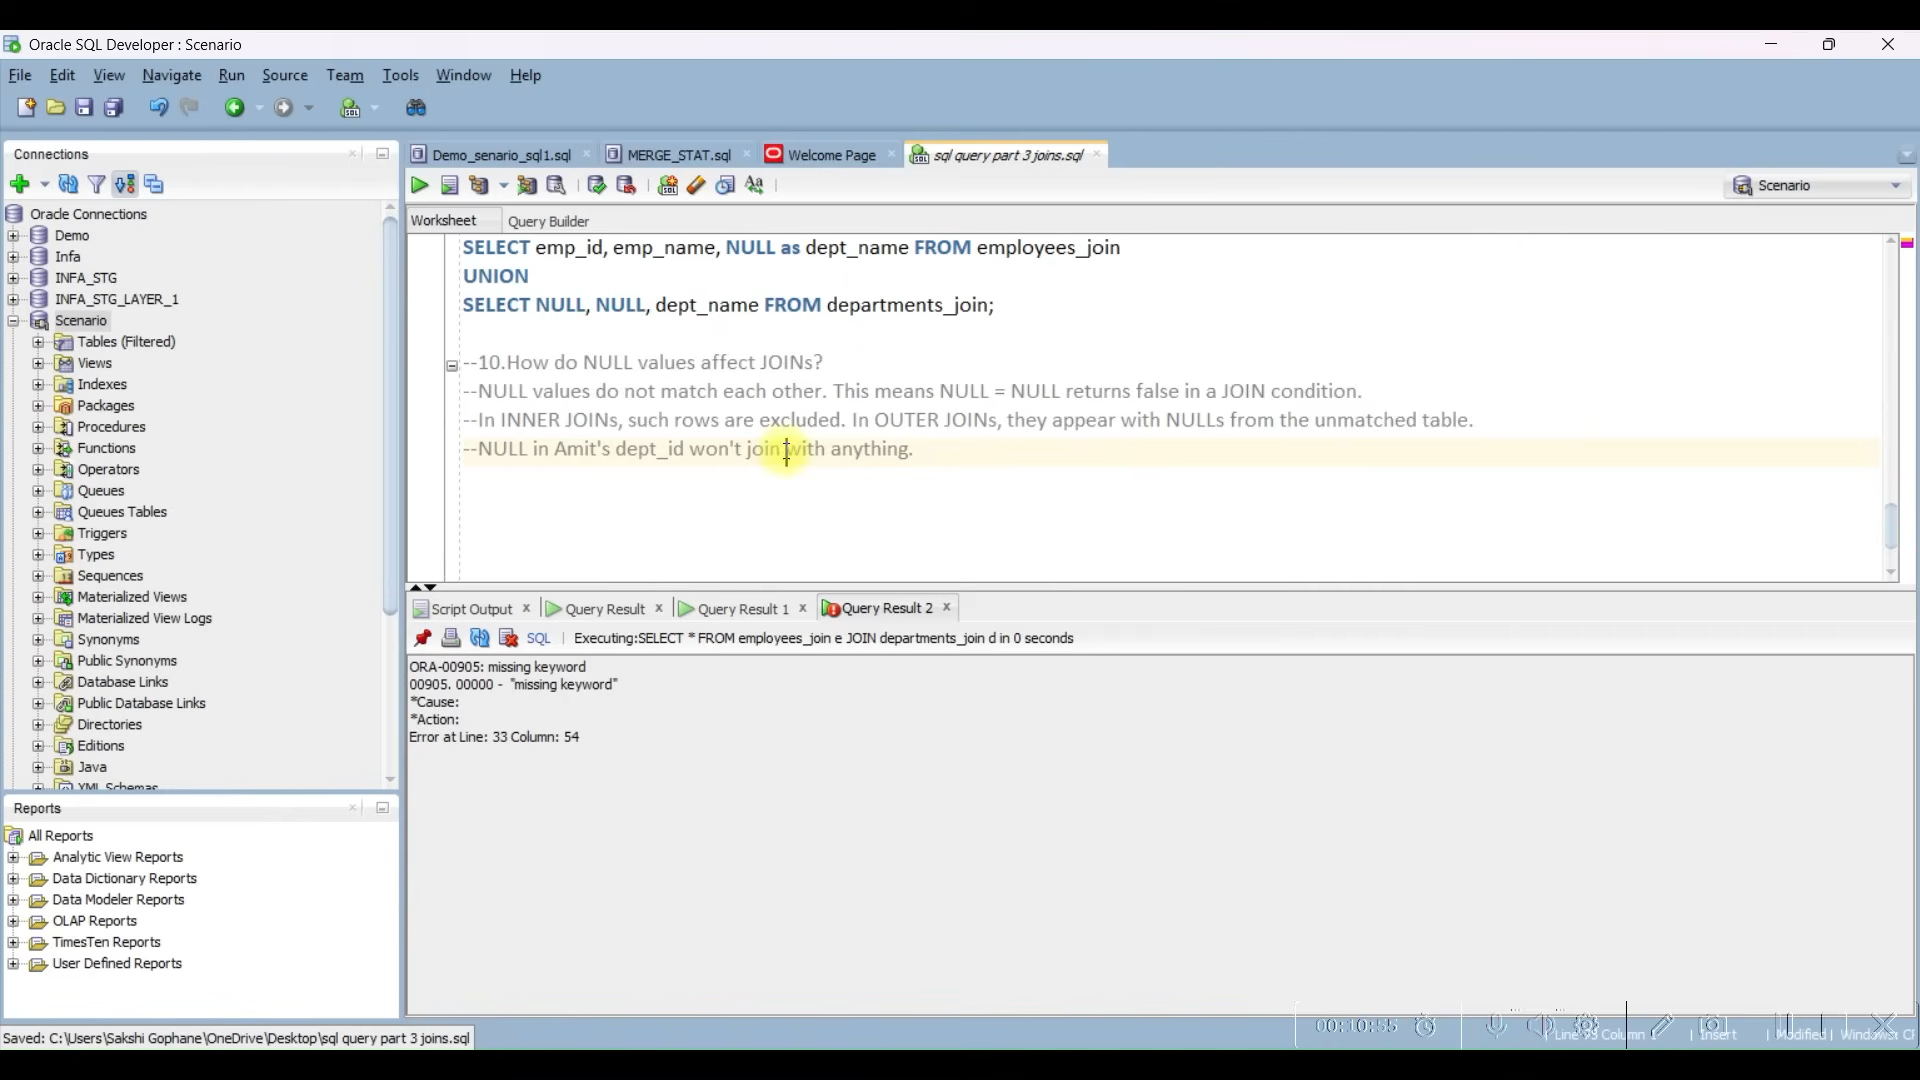 Oracle SQL Developer : Scenario
File Edit View Navigate Run Source Team Tools Window Help
Connections
Oracle Connections
Demo
Infa
INFA_STG
INFA_STG_LAYER_1
Scenario
Tables (Filtered)
Views
Indexes
Packages
Procedures
Functions
Operators
Queues
Queues Tables
Triggers
Types
Sequences
Materialized Views
Materialized View Logs
Synonyms
Public Synonyms
Database Links
Public Database Links
Directories
Editions
Java
XML Schemas
Reports
All Reports
Analytic View Reports
Data Dictionary Reports
Data Modeler Reports
OLAP Reports
TimesTen Reports
User Defined Reports
Demo_senario_sql1.sql MERGE_STAT.sql Welcome Page sql query part 3 joins.sql
Scenario
Worksheet Query Builder
SELECT emp_id, emp_name, NULL as dept_name FROM employees_join
UNION
SELECT NULL, NULL, dept_name FROM departments_join;
--10.How do NULL values affect JOINs?
--NULL values do not match each other. This means NULL = NULL returns false in a JOIN condition.
--In INNER JOINs, such rows are excluded. In OUTER JOINs, they appear with NULLs from the unmatched table.
--NULL in Amit's dept_id won't join with anything.
Script Output Query Result Query Result 1 Query Result 2
SQL | Executing:SELECT * FROM employees_join e JOIN departments_join d in 0 seconds
ORA-00905: missing keyword
00905. 00000 - "missing keyword"
*Cause:
*Action:
Error at Line: 33 Column: 54
Saved: C:\Users\Sakshi Gophane\OneDrive\Desktop\sql query part 3 joins.sql
00:10:55
Insert | Modified